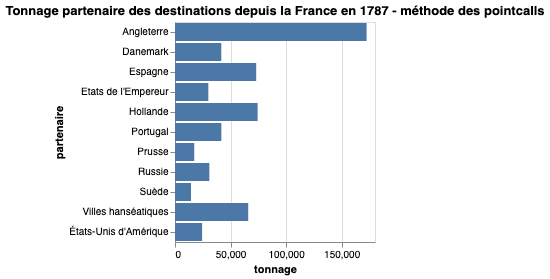 Tonnage partenaire des destinations depuis la France en 1787 - méthode des pointcalls
Angleterre
Danemark
Espagne
Etats de l'Empereur
Hollande
Portugal
Prusse
Russie
Suède
Villes hanséatiques
États-Unis d'Amérique
partenaire
0 50,000 100,000 150,000
tonnage